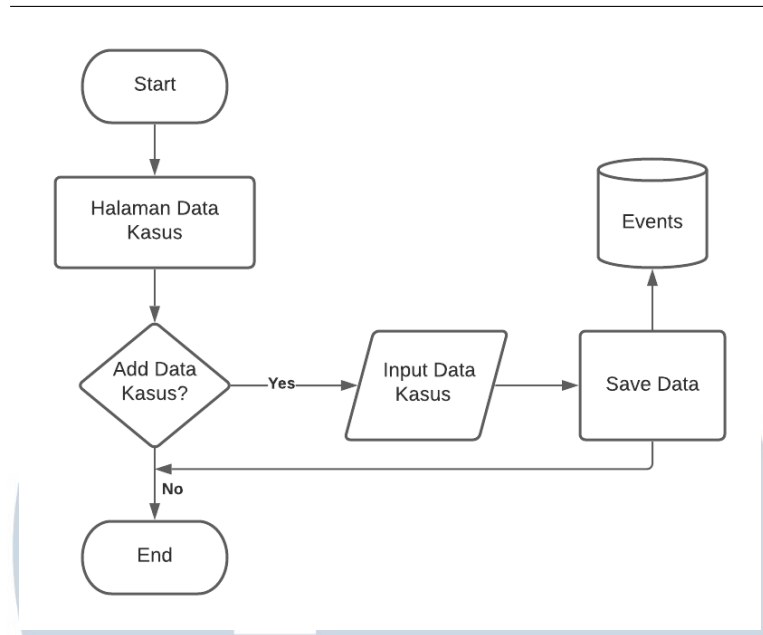 Start
Halaman Data
Kasus
Events
Add Data
Kasus?
Yes
Input Data
Kasus
Save Data
No
End